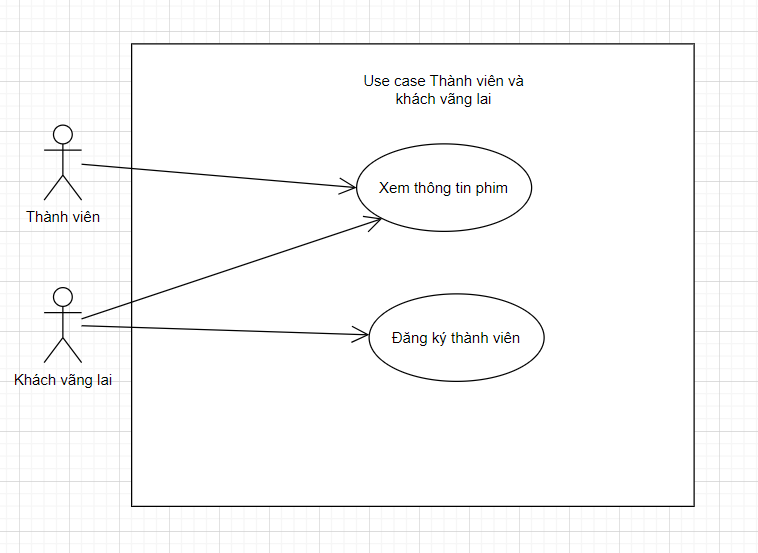 Use case Thành viên và
khách vãng lai
Xem thông tin phim
Thành viên
Đăng ký thành viên
Khách vãng lai